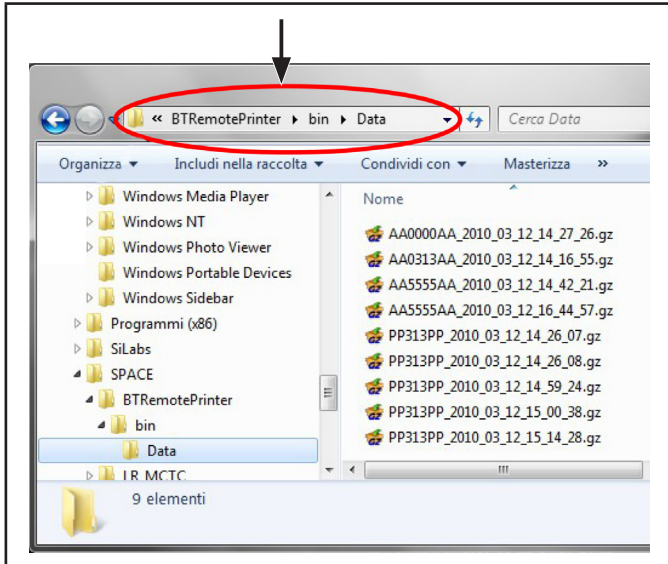 « BTRemotePrinter ▸ bin ▸ Data
Cerca Data
Organizza ▾ Includi nella raccolta ▾ Condividi con ▾ Masterizza »
Windows Media Player
Windows NT
Windows Photo Viewer
Windows Portable Devices
Windows Sidebar
Programmi (x86)
SiLabs
SPACE
BTRemotePrinter
bin
Data
LR MCTC
Nome
AA0000AA_2010_03_12_14_27_26.gz
AA0313AA_2010_03_12_14_16_55.gz
AA5555AA_2010_03_12_14_42_21.gz
AA5555AA_2010_03_12_16_44_57.gz
PP313PP_2010_03_12_14_26_07.gz
PP313PP_2010_03_12_14_26_08.gz
PP313PP_2010_03_12_14_59_24.gz
PP313PP_2010_03_12_15_00_38.gz
PP313PP_2010_03_12_15_14_28.gz
9 elementi